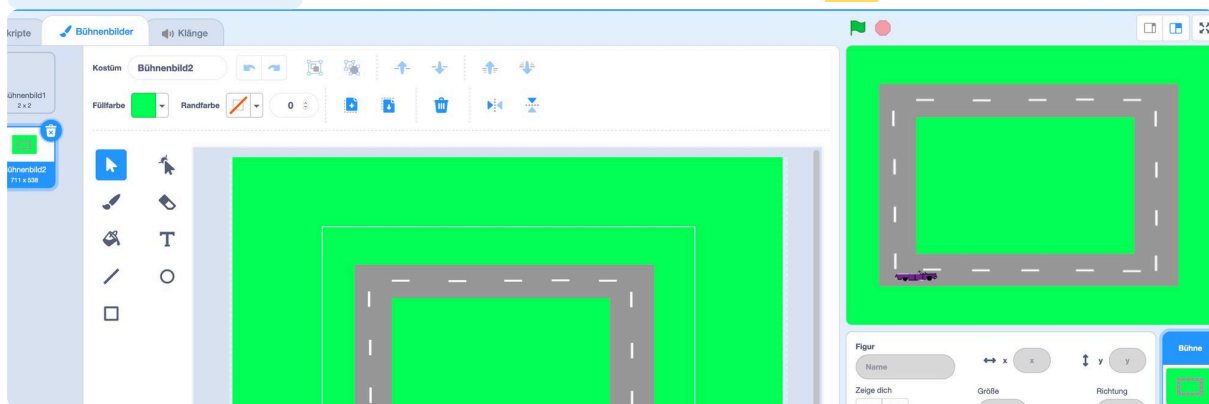 kripte Bühnenbilder Klänge
Kostüm Bühnenbild2
ühnenbild1
2 x 2
Füllfarbe Randfarbe 0
ühnenbild2
711 x 538
T
Figur
Name x x y y
Bühne
Zeige dich Größe Richtung